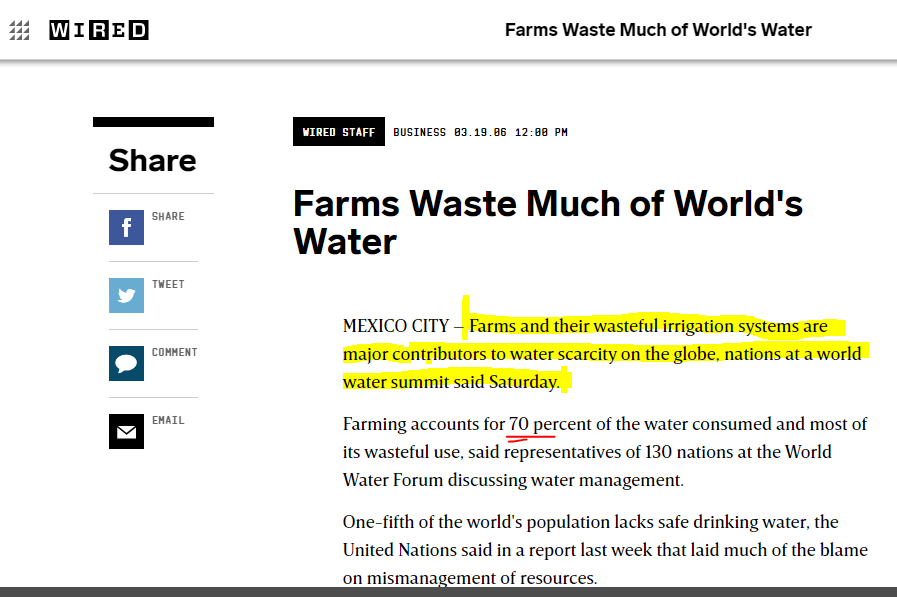 WIRED
Farms Waste Much of World's Water
Share
SHARE
TWEET
COMMENT
EMAIL
WIRED STAFF BUSINESS 03.19.06 12:00 PM
Farms Waste Much of World's
Water
MEXICO CITY – Farms and their wasteful irrigation systems are
major contributors to water scarcity on the globe, nations at a world
water summit said Saturday.
Farming accounts for 70 percent of the water consumed and most of
its wasteful use, said representatives of 130 nations at the World
Water Forum discussing water management.
One-fifth of the world's population lacks safe drinking water, the
United Nations said in a report last week that laid much of the blame
on mismanagement of resources.